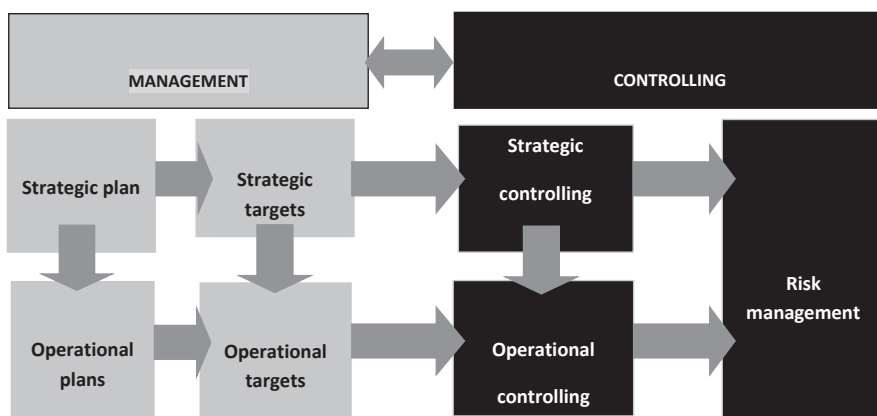 MANAGEMENT
CONTROLLING
Strategic plan
Strategic
targets
Strategic
controlling
Risk
management
Operational
plans
Operational
targets
Operational
controlling